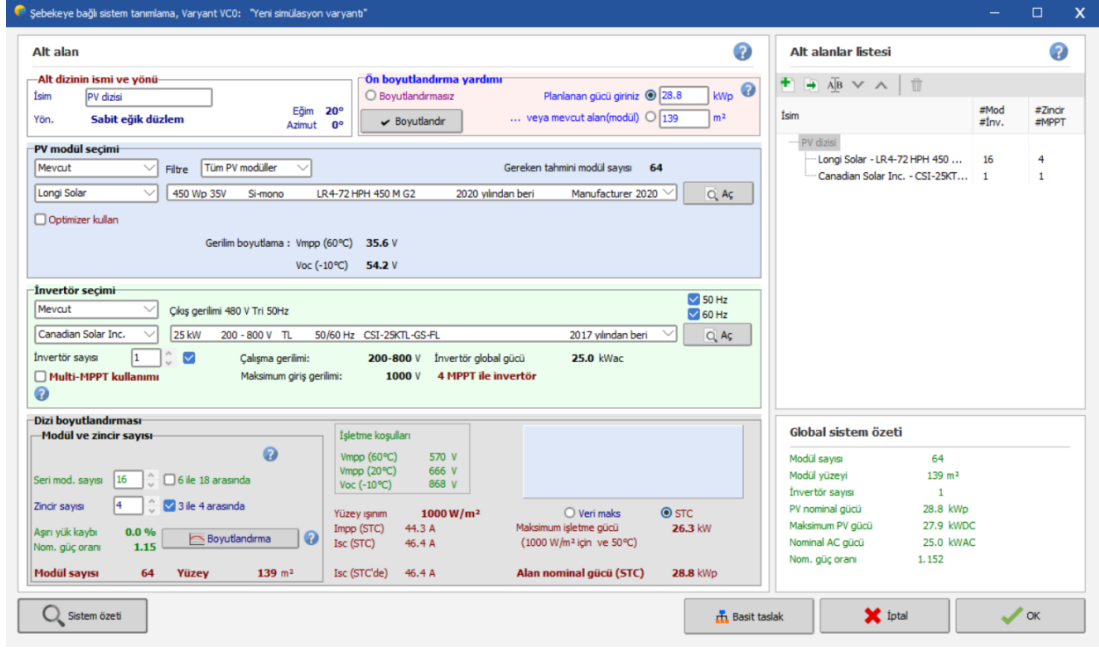 Şebekeye bağlı sistem tanımlama, Varyant VC0: "Yeni simülasyon varyantı"
Alt alan
Alt dizinin ismi ve yönü
İsim PV dizisi
Yön. Sabit eğik düzlem
Eğim 20°
Azimut 0°
Ön boyutlandırma yardımı
Boyutlandırmasız
Planlanan gücü giriniz 28.8 kWp
Boyutlandır
... veya mevcut alan(modül) 139 m²
PV modül seçimi
Mevcut Filtre Tüm PV modüller Gereken tahmini modül sayısı 64
Longi Solar 450 Wp 35V Si-mono LR4-72 HPH 450 M G2 2020 yılından beri Manufacturer 2020 Aç
Optimizer kullan
Gerilim boyutlama : Vmpp (60°C) 35.6 V
Voc (-10°C) 54.2 V
İnvertör seçimi
Mevcut Çıkış gerilimi 480 V Tri 50Hz
50 Hz
60 Hz
Canadian Solar Inc. 25 kW 200 - 800 V TL 50/60 Hz CSI-25KTL-GS-FL 2017 yılından beri Aç
İnvertör sayısı 1 Çalışma gerilimi: 200-800 V İnvertör global gücü 25.0 kWac
Multi-MPPT kullanımı Maksimum giriş gerilimi: 1000 V 4 MPPT ile invertör
Dizi boyutlandırması
Modül ve zincir sayısı
Seri mod. sayısı 16 6 ile 18 arasında
Zincir sayısı 4 3 ile 4 arasında
Aşırı yük kaybı 0.0 %
Nom. güç oranı 1.15
Boyutlandırma
Modül sayısı 64 Yüzey 139 m²
İşletme koşulları
Vmpp (60°C) 570 V
Vmpp (20°C) 666 V
Voc (-10°C) 868 V
Yüzey ışınım 1000 W/m²
Impp (STC) 44.3 A
Isc (STC) 46.4 A
Isc (STC'de) 46.4 A
Veri maks STC
Maksimum işletme gücü 26.3 kW
(1000 W/m² için ve 50°C)
Alan nominal gücü (STC) 28.8 kWp
Alt alanlar listesi
İsim #Mod #İnv. #Zincir #MPPT
PV dizisi
Longi Solar - LR4-72 HPH 450 ... 16 4
Canadian Solar Inc. - CSI-25KT... 1 1
Global sistem özeti
Modül sayısı 64
Modül yüzeyi 139 m²
İnvertör sayısı 1
PV nominal gücü 28.8 kWp
Maksimum PV gücü 27.9 kWDC
Nominal AC gücü 25.0 kWAC
Nom. güç oranı 1.152
Sistem özeti Basit taslak İptal OK